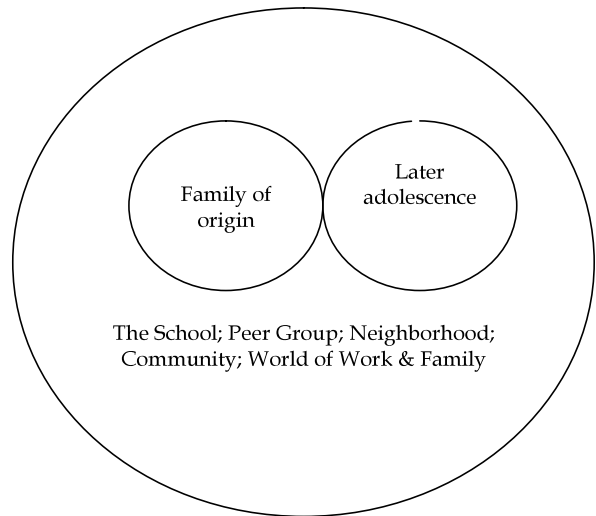 Family of
origin
Later
adolescence
The School; Peer Group; Neighborhood;
Community; World of Work & Family